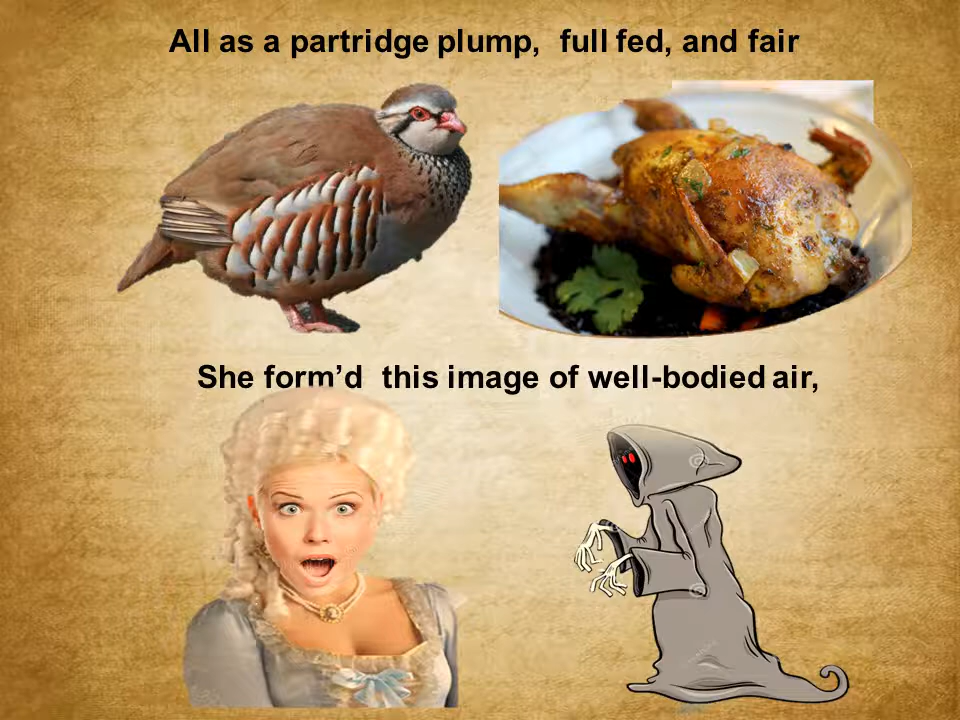 All as a partridge plump,  full fed, and fair
She form’d  this image of well-bodied air,